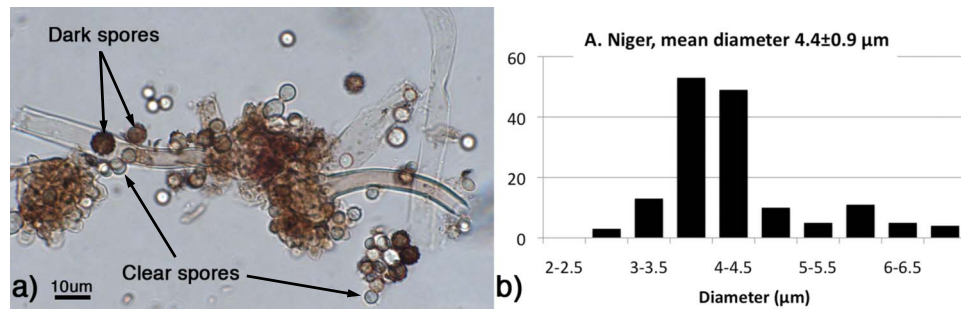 Dark spores
Clear spores
a)
10um
A. Niger, mean diameter 4.4±0.9 μm
60
40
20
0
2-2.5 3-3.5 4-4.5 5-5.5 6-6.5
Diameter (μm)
b)